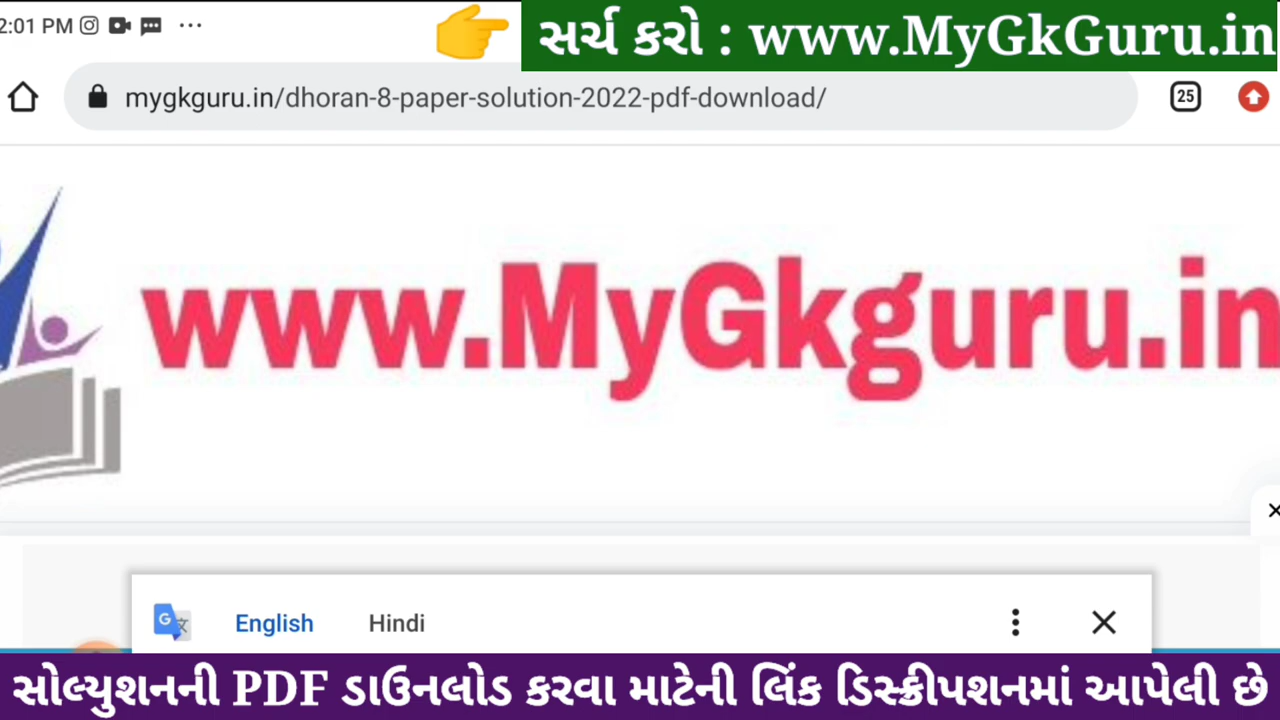 2:01 PM
સર્ચ કરો : www.MyGkGuru.in
mygkguru.in/dhoran-8-paper-solution-2022-pdf-download/
25
www.MyGkguru.in
English Hindi
સોલ્યુશનની PDF ડાઉનલોડ કરવા માટેની લિંક ડિસ્ક્રીપશનમાં આપેલી છે